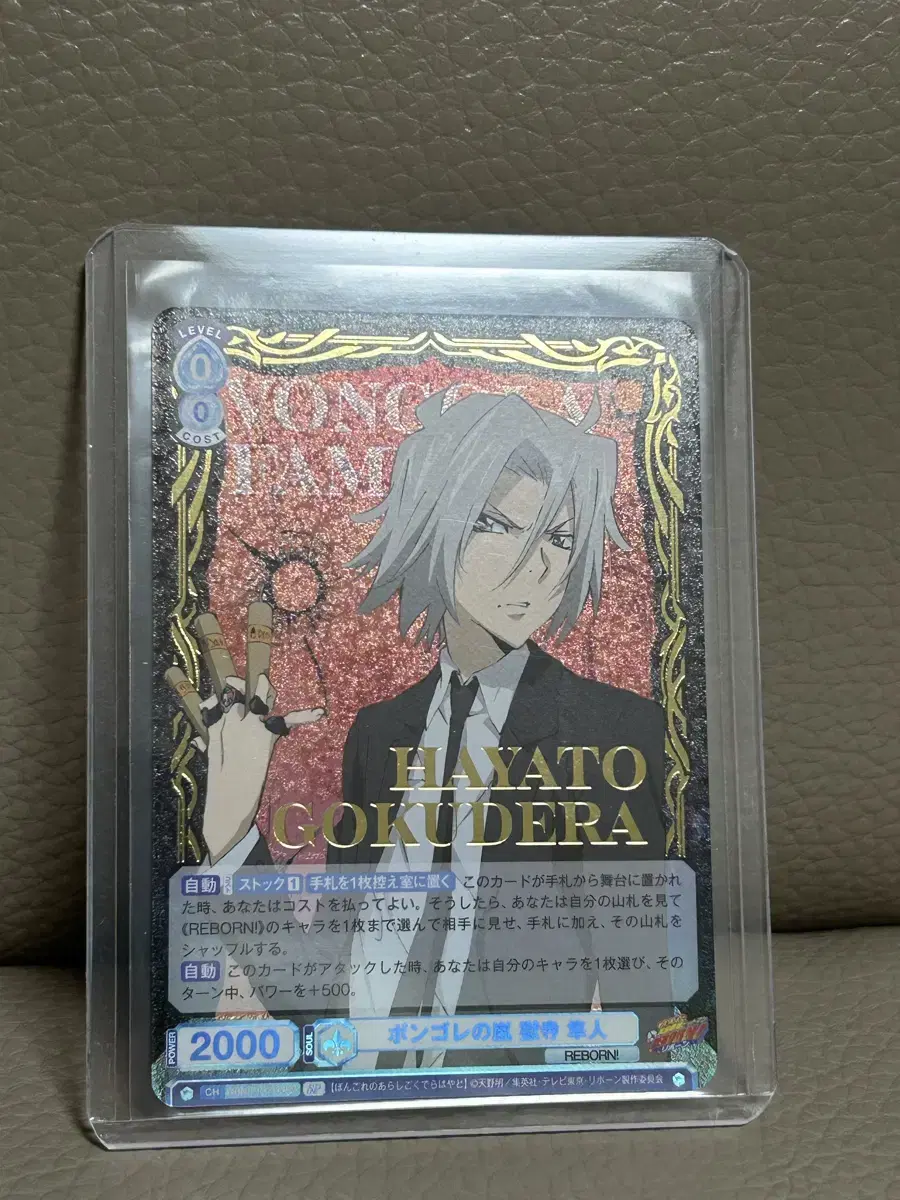 LEVEL
0
0
COST
VONGOLE
FAM
HAYATO
GOKUDERA
自動 ストック1 手札を1枚控え室に置く このカードが手札から舞台に置かれ
た時、あなたはコストを払ってよい。そうしたら、あなたは自分の山札を見て
《REBORN!》のキャラを1枚まで選んで相手に見せ、手札に加え、その山札を
シャッフルする。
自動 このカードがアタックした時、あなたは自分のキャラを1枚選び、その
ターン中、パワーを+500。
POWER 2000 SOUL ボンゴレの嵐 獄寺 隼人
REBORN!
CH SP 【ぼんごれのあらしごくでらはやと】 ©天野明/集英社・テレビ東京・リボーン製作委員会